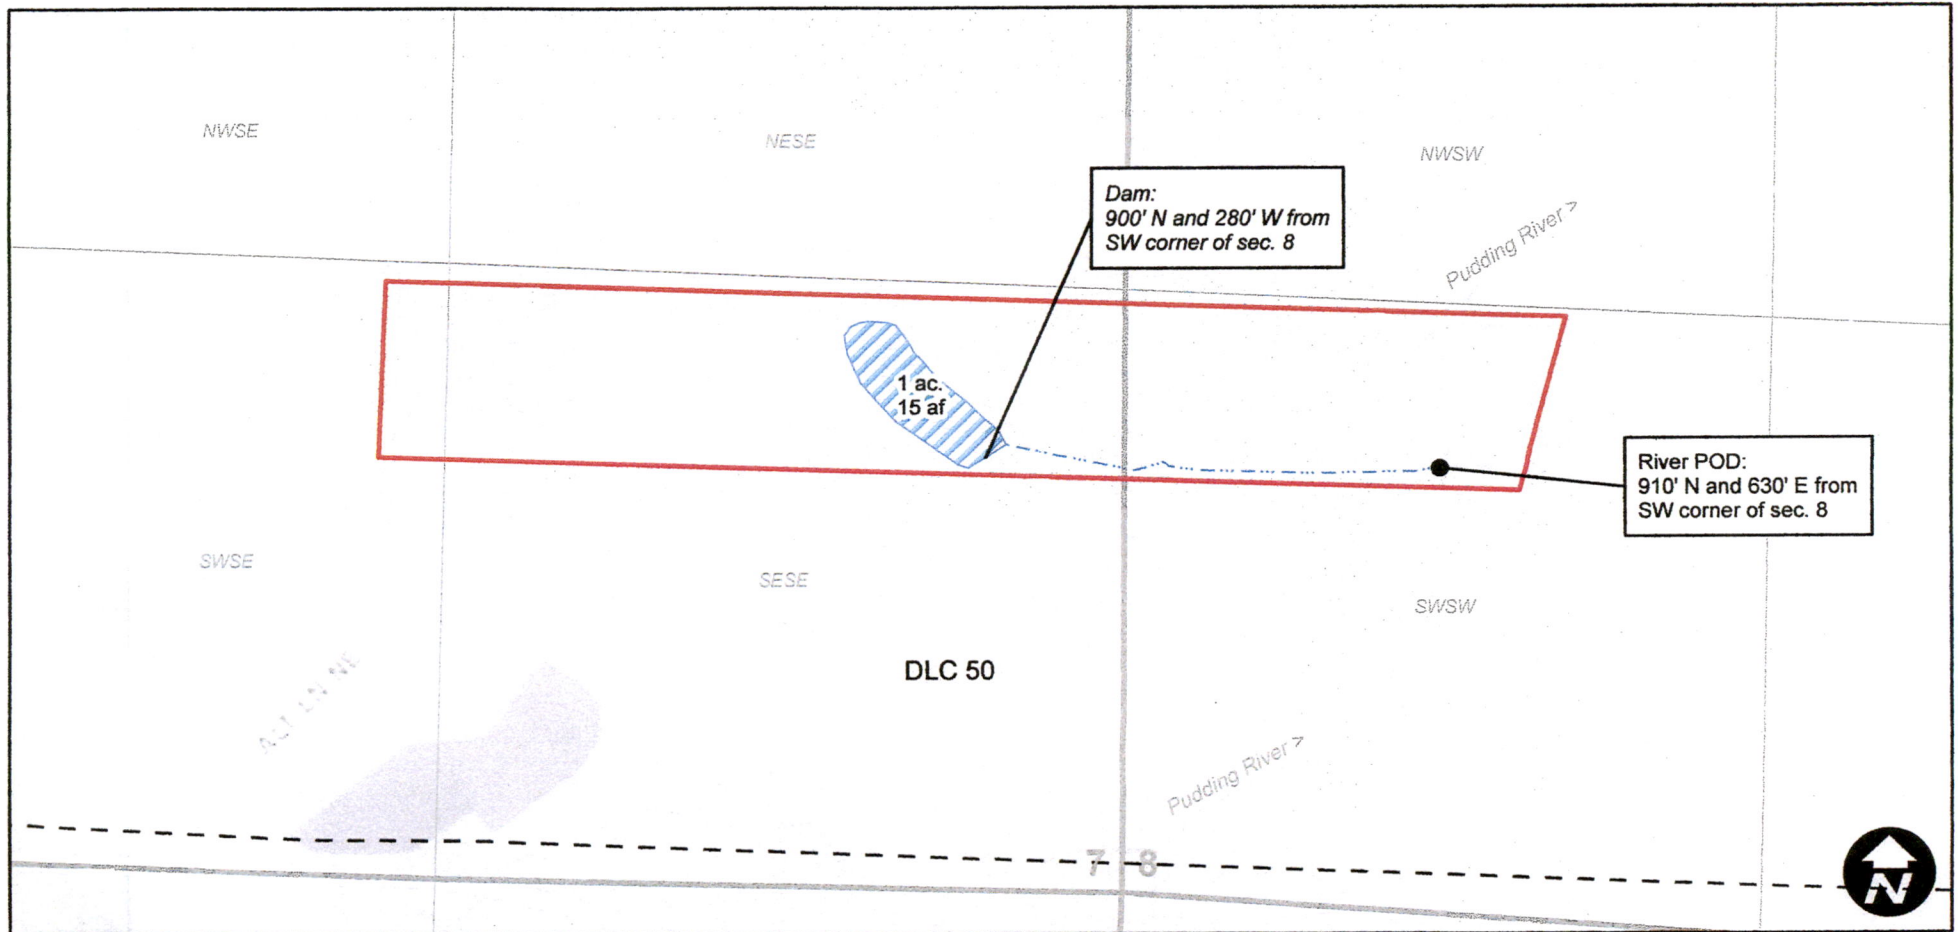 NWSE
NESE
NWSW
Dam:
900' N and 280' W from
SW corner of sec. 8
Pudding River >
1 ac.
15 af
River POD:
910' N and 630' E from
SW corner of sec. 8
SWSE
SESE
SWSW
DLC 50
Pudding River >
7 8
N